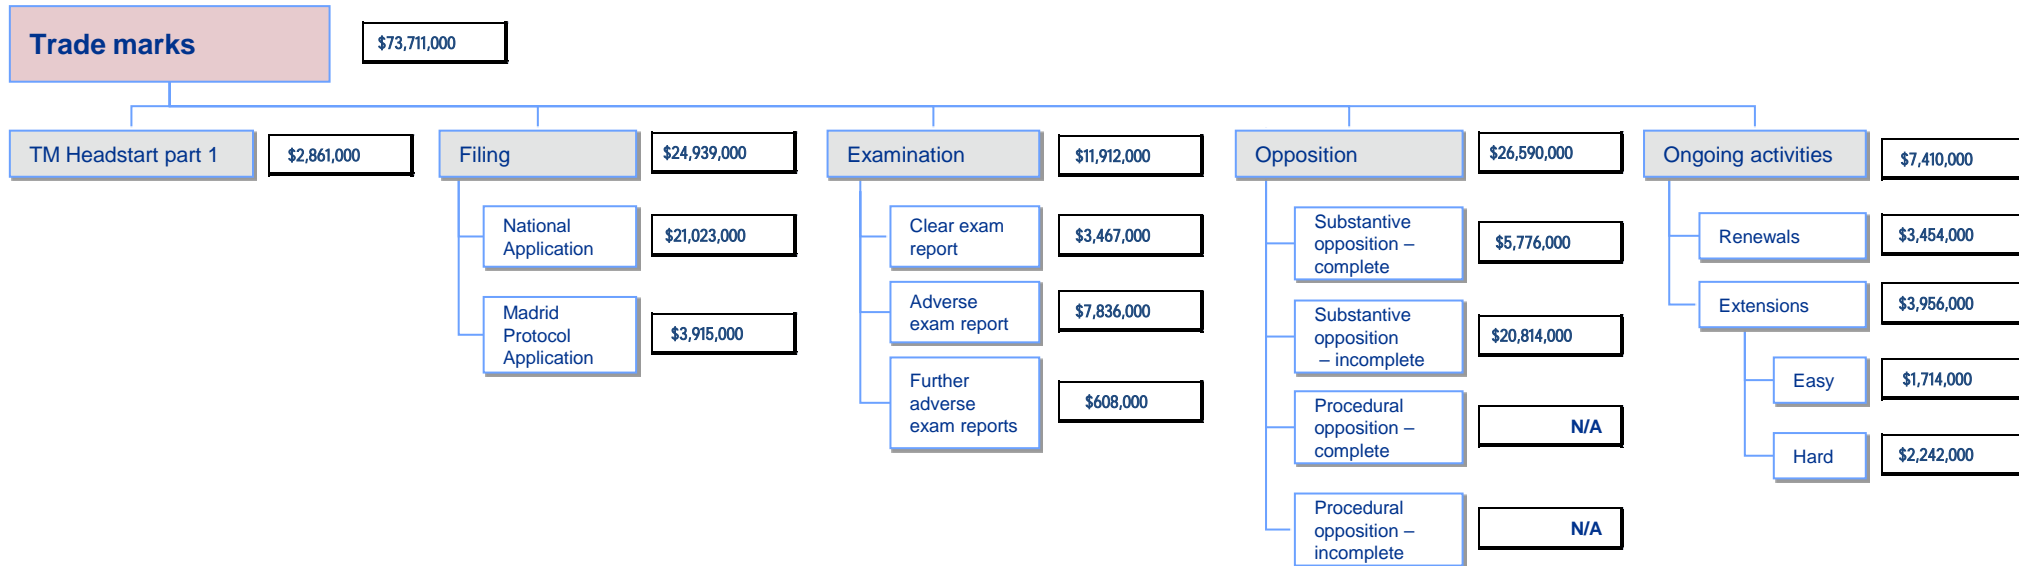 Trade marks
$73,711,000
TM Headstart part 1
$2,861,000
Filing
$24,939,000
National
Application
$21,023,000
Madrid
Protocol
Application
$3,915,000
Examination
$11,912,000
Clear exam
report
$3,467,000
Adverse
exam report
$7,836,000
Further
adverse
exam reports
$608,000
Opposition
$26,590,000
Substantive
opposition –
complete
$5,776,000
Substantive
opposition
– incomplete
$20,814,000
Procedural
opposition –
complete
N/A
Procedural
opposition –
incomplete
N/A
Ongoing activities
$7,410,000
Renewals
$3,454,000
Extensions
$3,956,000
Easy
$1,714,000
Hard
$2,242,000